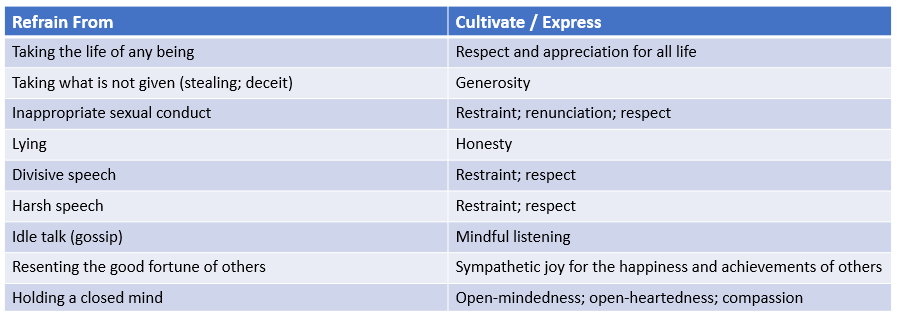 Refrain From Cultivate / Express
Taking the life of any being Respect and appreciation for all life
Taking what is not given (stealing; deceit) Generosity
Inappropriate sexual conduct Restraint; renunciation; respect
Lying Honesty
Divisive speech Restraint; respect
Harsh speech Restraint; respect
Idle talk (gossip) Mindful listening
Resenting the good fortune of others Sympathetic joy for the happiness and achievements of others
Holding a closed mind Open-mindedness; open-heartedness; compassion